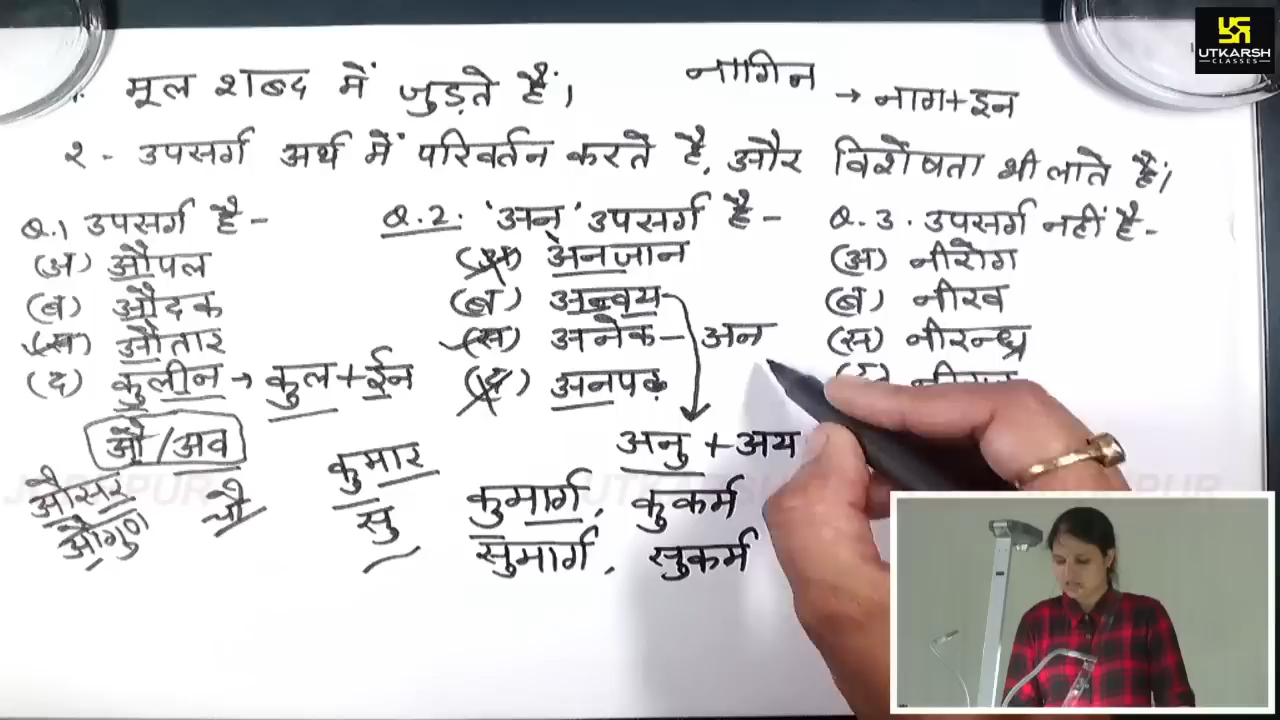 UTKARSH
CLASSES
मूल शब्द में जुड़ते हैं।
नागिन
→ नाग+इन
२ - उपसर्ग अर्थ में परिवर्तन करते है, और विशेषता भी लाते है।
Q.1 उपसर्ग है-
(अ) औपल
(ब) औदक
(स) औतार
(द) कुलीन → कुल+ईन
औ/अव
औसर
औगुण
औ
कुमार
सु
Q.2. 'अन्' उपसर्ग है-
(अ) अनजान
(ब) अन्वय
(स) अनेक - अन
(द) अनपढ़
अनु + अय
कुमार्ग, कुकर्म
सुमार्ग, सुकर्म
Q.3. उपसर्ग नहीं है-
(अ) नीरोग
(ब) नीरव
(स) नीरन्ध्र